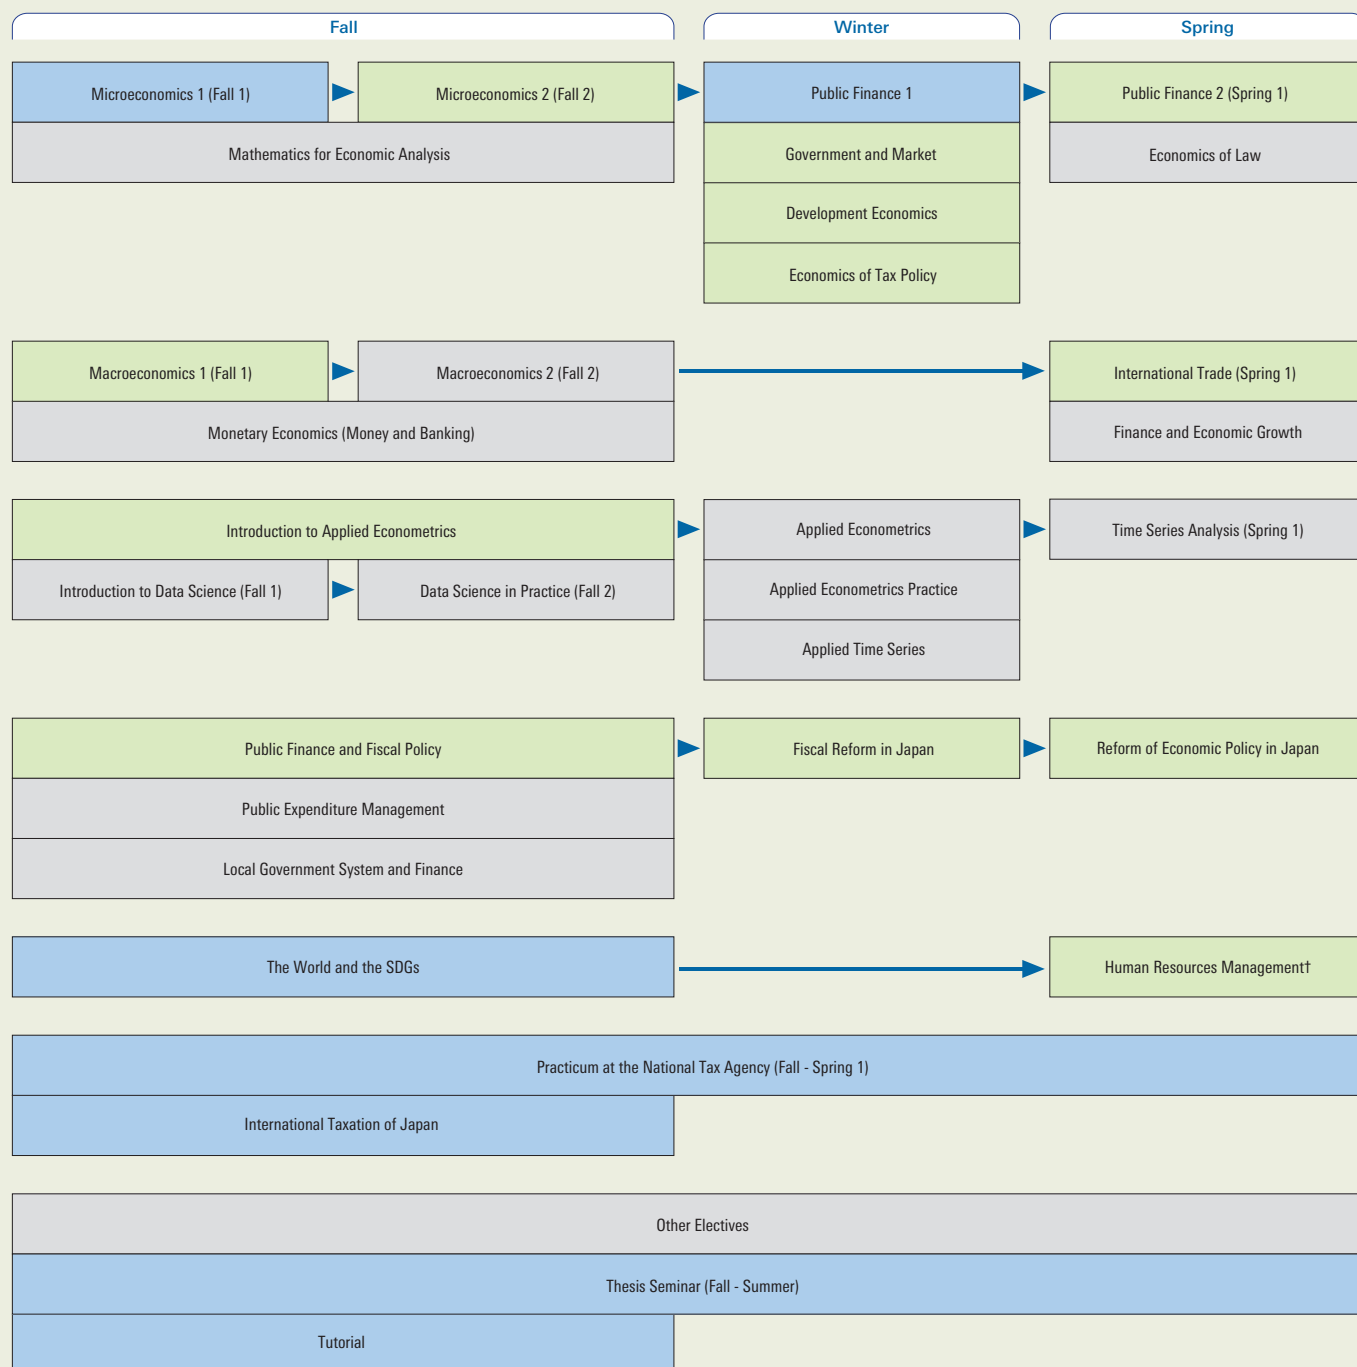 Fall
Winter
Spring
Microeconomics 1 (Fall 1)
Microeconomics 2 (Fall 2)
Public Finance 1
Public Finance 2 (Spring 1)
Mathematics for Economic Analysis
Government and Market
Economics of Law
Development Economics
Economics of Tax Policy
Macroeconomics 1 (Fall 1)
Macroeconomics 2 (Fall 2)
International Trade (Spring 1)
Monetary Economics (Money and Banking)
Finance and Economic Growth
Introduction to Applied Econometrics
Applied Econometrics
Time Series Analysis (Spring 1)
Introduction to Data Science (Fall 1)
Data Science in Practice (Fall 2)
Applied Econometrics Practice
Applied Time Series
Public Finance and Fiscal Policy
Fiscal Reform in Japan
Reform of Economic Policy in Japan
Public Expenditure Management
Local Government System and Finance
The World and the SDGs
Human Resources Management†
Practicum at the National Tax Agency (Fall - Spring 1)
International Taxation of Japan
Other Electives
Thesis Seminar (Fall - Summer)
Tutorial